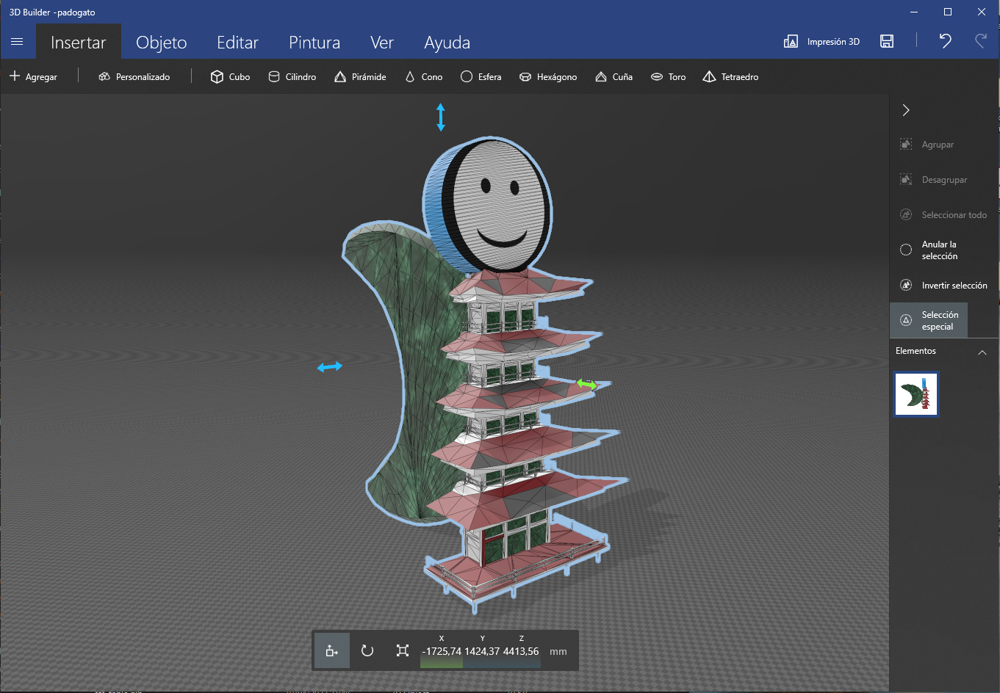 3D Builder -padogato
Insertar Objeto Editar Pintura Ver Ayuda Impresión 3D
Agregar Personalizado Cubo Cilindro Pirámide Cono Esfera Hexágono Cuña Toro Tetraedro
Agrupar
Desagrupar
Seleccionar todo
Anular la
selección
Invertir selección
Selección
especial
Elementos
X Y Z
-1725,74 1424,37 4413,56 mm